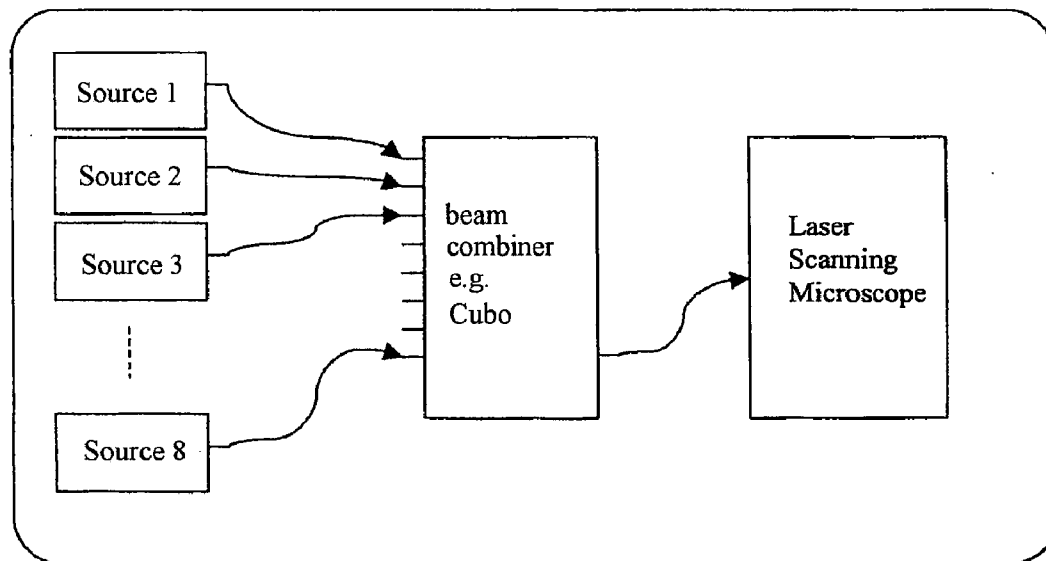 Source 1
Source 2
Source 3
Source 8
beam
combiner
e.g.
Cubo
Laser
Scanning
Microscope